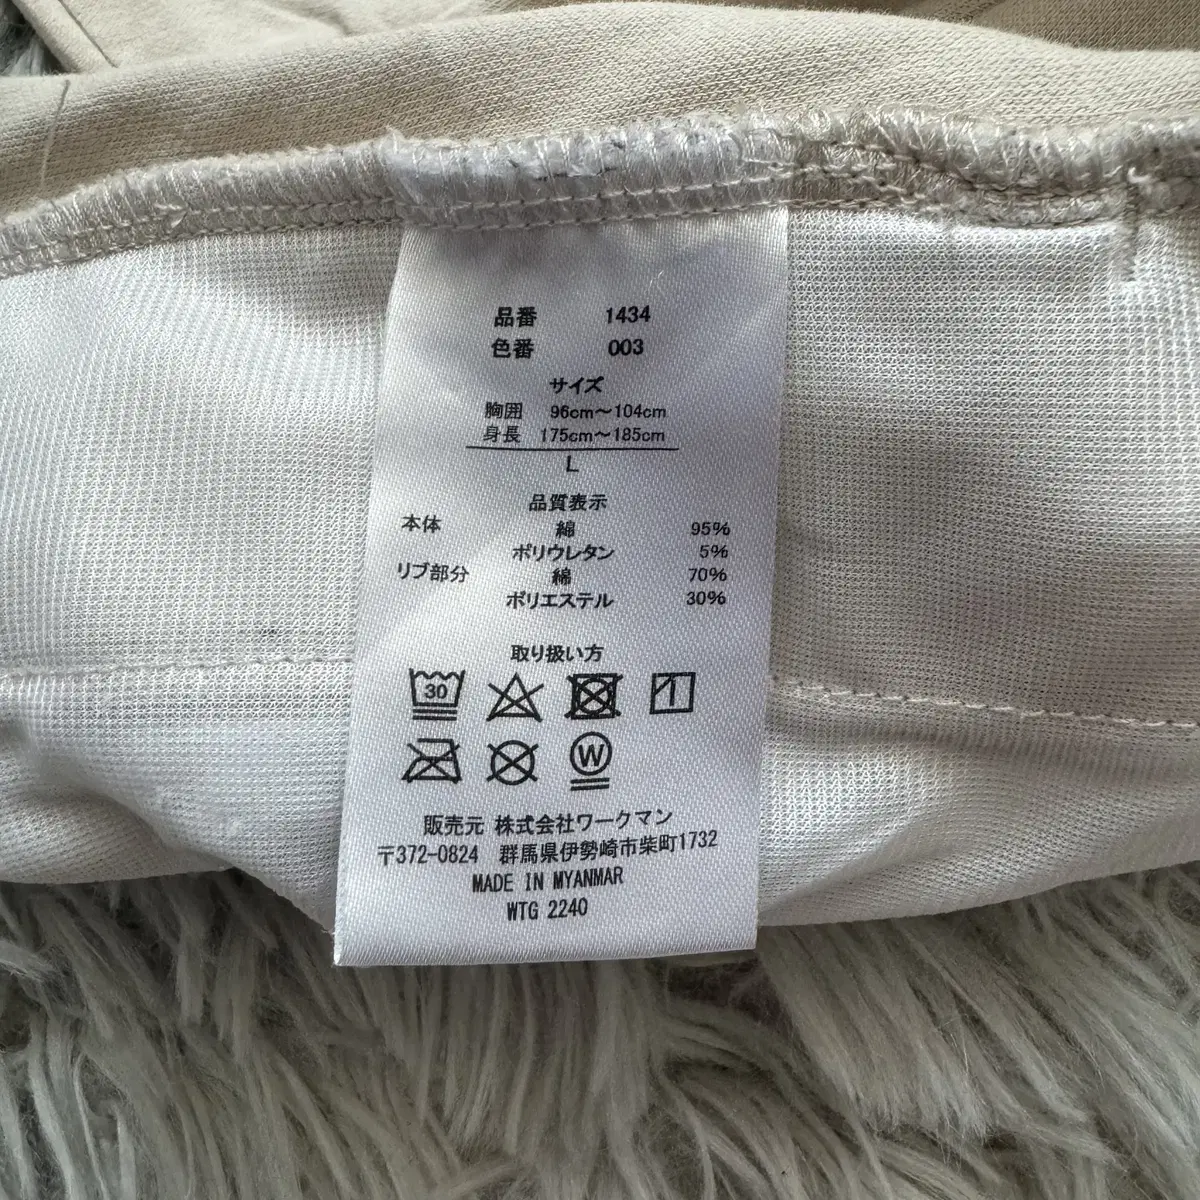 品番 1434
色番 003
サイズ
胸囲 96cm～104cm
身長 175cm～185cm
L
品質表示
本体 綿 95%
ポリウレタン 5%
リブ部分 綿 70%
ポリエステル 30%
取り扱い方
30
W
販売元 株式会社ワークマン
〒372-0824 群馬県伊勢崎市柴町1732
MADE IN MYANMAR
WTG 2240